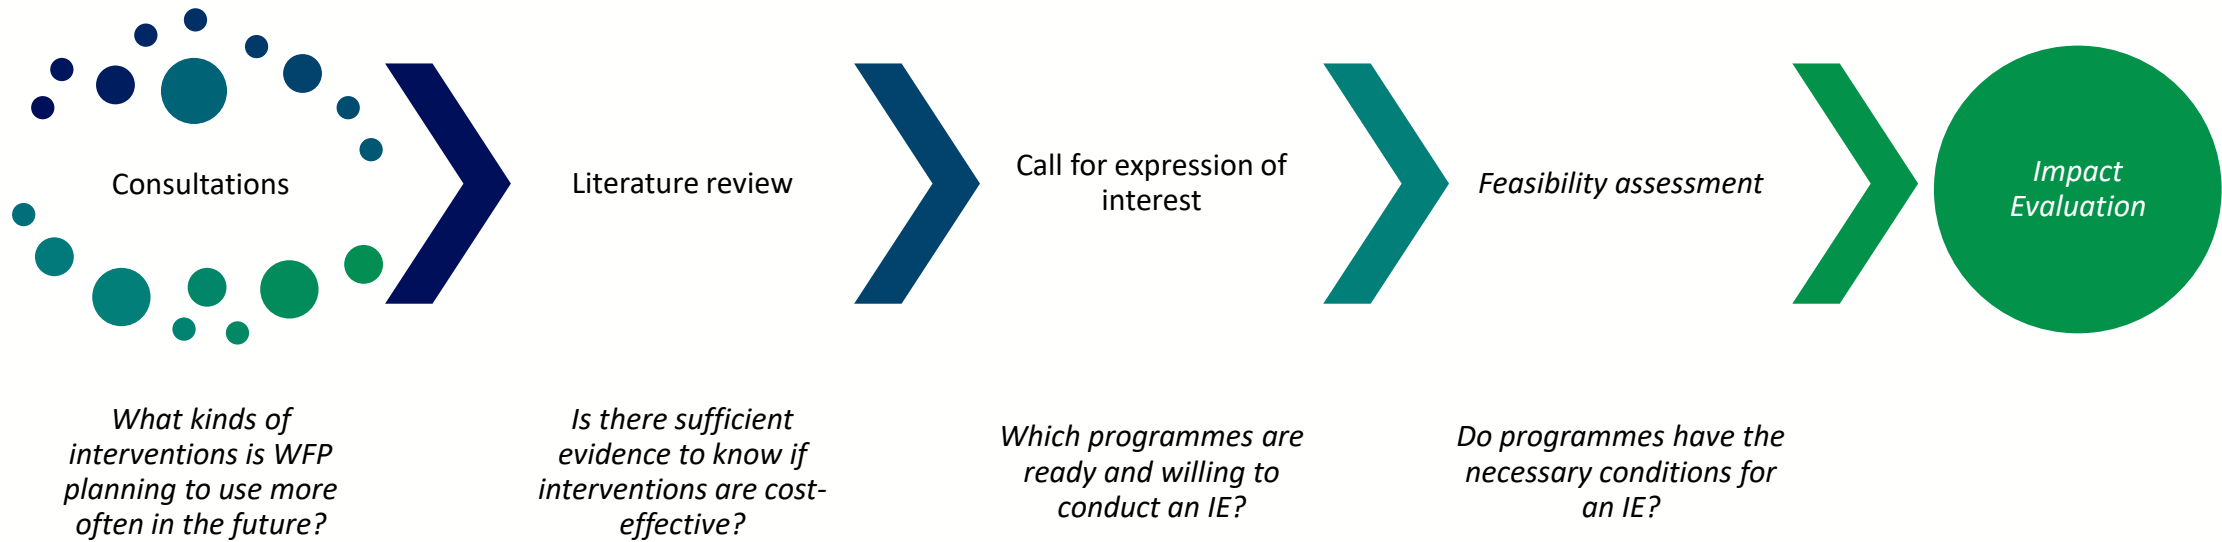 Consultations
Literature review
Call for expression of
interest
Feasibility assessment
Impact
Evaluation
What kinds of
interventions is WFP
planning to use more
often in the future?
Is there sufficient
evidence to know if
interventions are cost-
effective?
Which programmes are
ready and willing to
conduct an IE?
Do programmes have the
necessary conditions for
an IE?